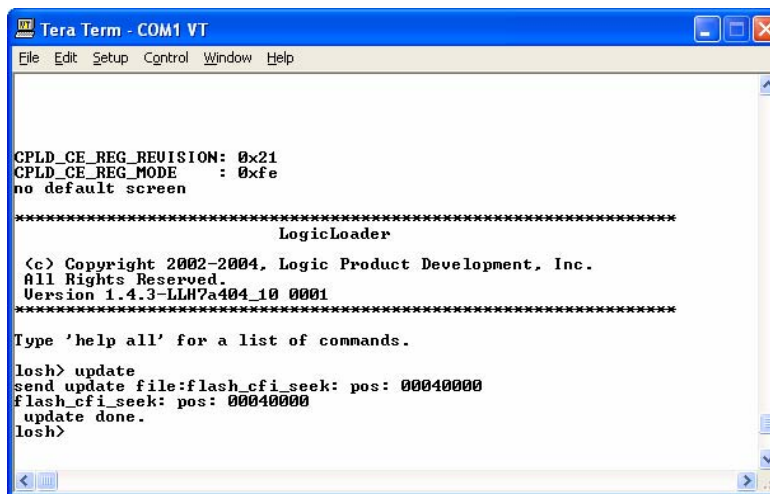 Tera Term - COM1 VT
File Edit Setup Control Window Help
CPLD_CE_REG_REVISION: 0x21
CPLD_CE_REG_MODE    : 0xfe
no default screen
*******************************************************************
LogicLoader
(c) Copyright 2002-2004, Logic Product Development, Inc.
All Rights Reserved.
Version 1.4.3-LLH7a404_10 0001
*******************************************************************
Type 'help all' for a list of commands.
losh> update
send update file:flash_cfi_seek: pos: 00040000
flash_cfi_seek: pos: 00040000
update done.
losh>